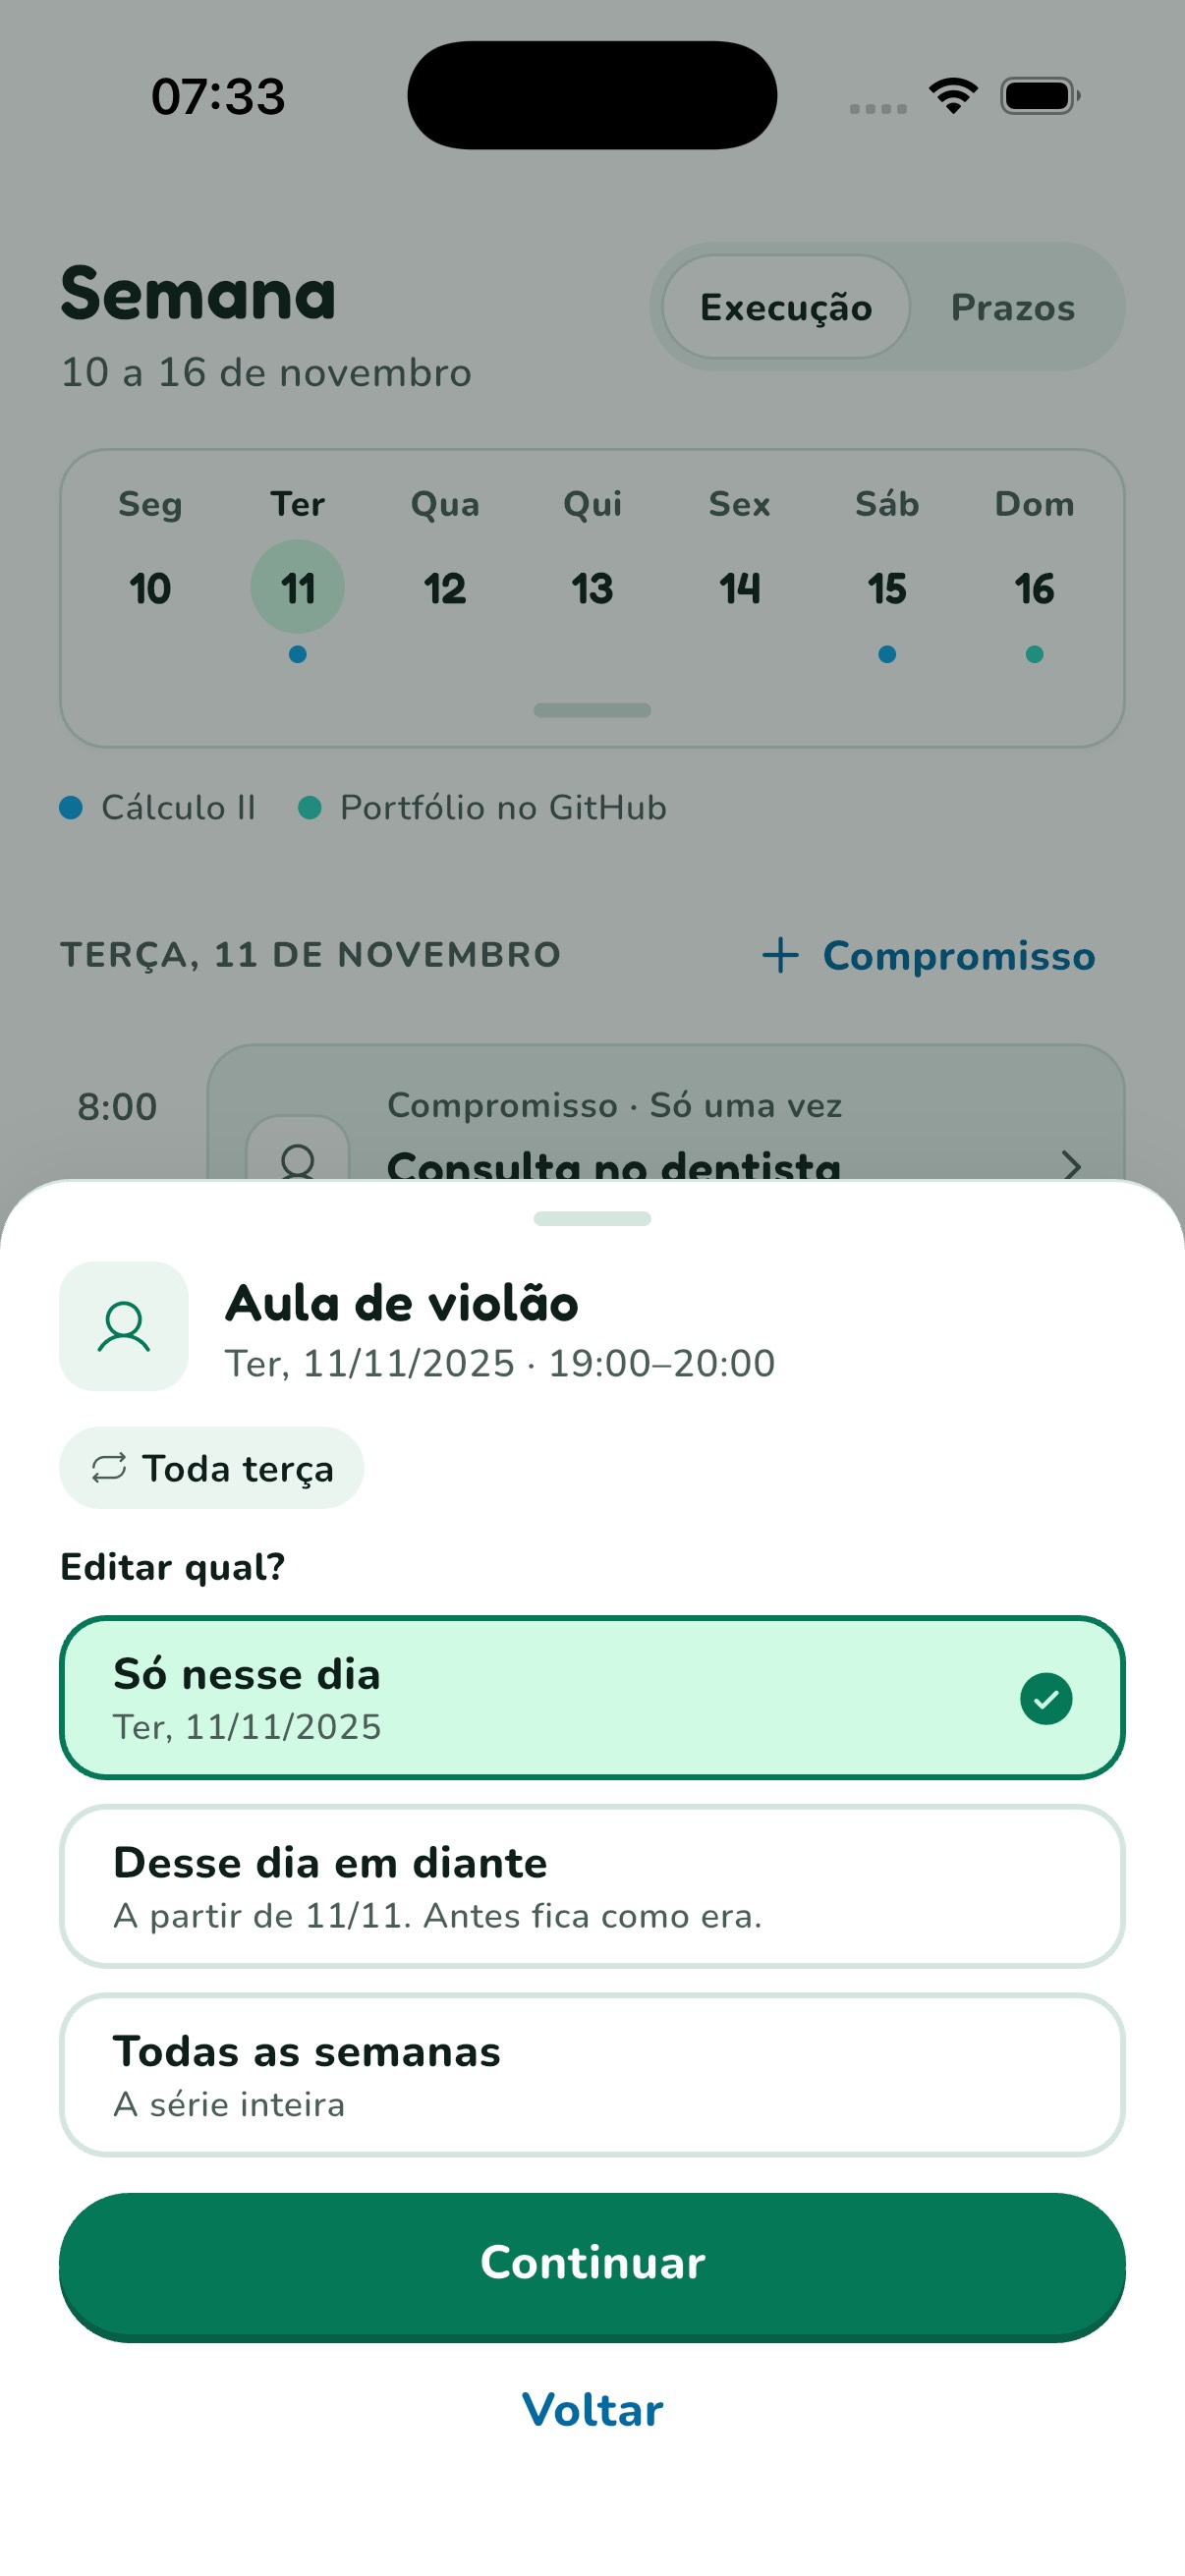 07:33
Semana
Execução
Prazos
10 a 16 de novembro
Seg Ter Qua Qui Sex Sáb Dom
10 11 12 13 14 15 16
Cálculo II
Portfólio no GitHub
TERÇA, 11 DE NOVEMBRO
+ Compromisso
8:00
Compromisso · Só uma vez
Consulta no dentista
Aula de violão
Ter, 11/11/2025 · 19:00–20:00
Toda terça
Editar qual?
Só nesse dia
Ter, 11/11/2025
Desse dia em diante
A partir de 11/11. Antes fica como era.
Todas as semanas
A série inteira
Continuar
Voltar